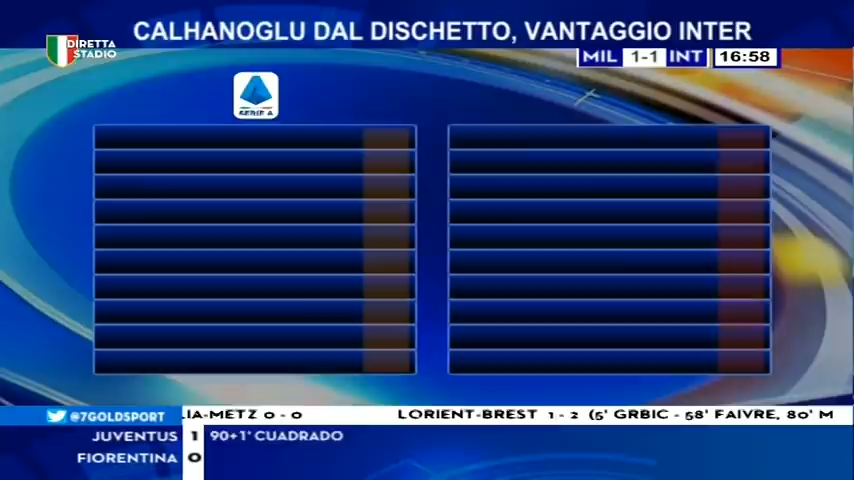 CALHANOGLU DAL DISCHETTO, VANTAGGIO INTER
DIRETTA
STADIO
MIL 1-1 INT 16:58
SERIE A
@7GOLDSPORT
LIA-METZ 0 - 0 LORIENT-BREST 1 - 2 (5' GRBIC - 58' FAIVRE, 80' M
JUVENTUS 1 90+1' CUADRADO
FIORENTINA 0